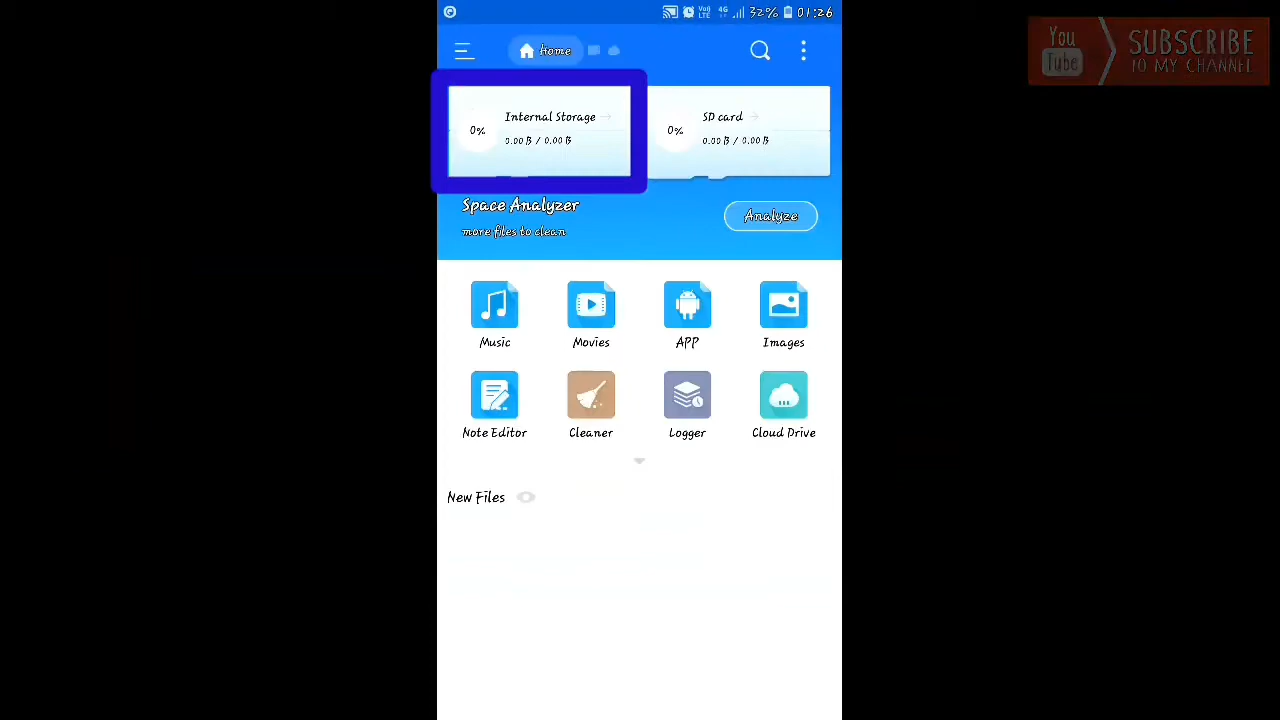 VoLTE 4G 32% 01:26
Home
You Tube SUBSCRIBE TO MY CHANNEL
0% Internal Storage →
0.00 B / 0.00 B
0% SD card →
0.00 B / 0.00 B
Space Analyzer
more files to clean
Analyze
Music Movies APP Images
Note Editor Cleaner Logger Cloud Drive
New Files